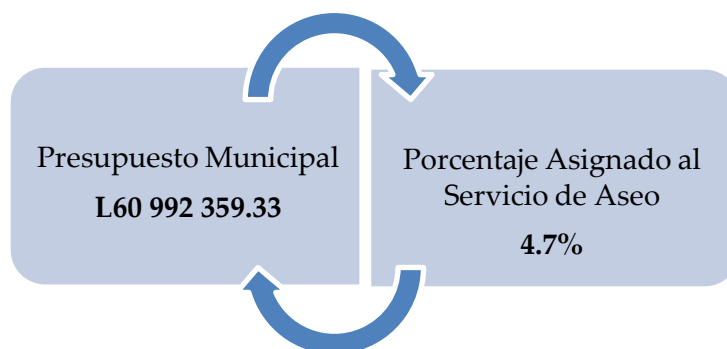 Presupuesto Municipal
L60 992 359.33
Porcentaje Asignado al
Servicio de Aseo
4.7%